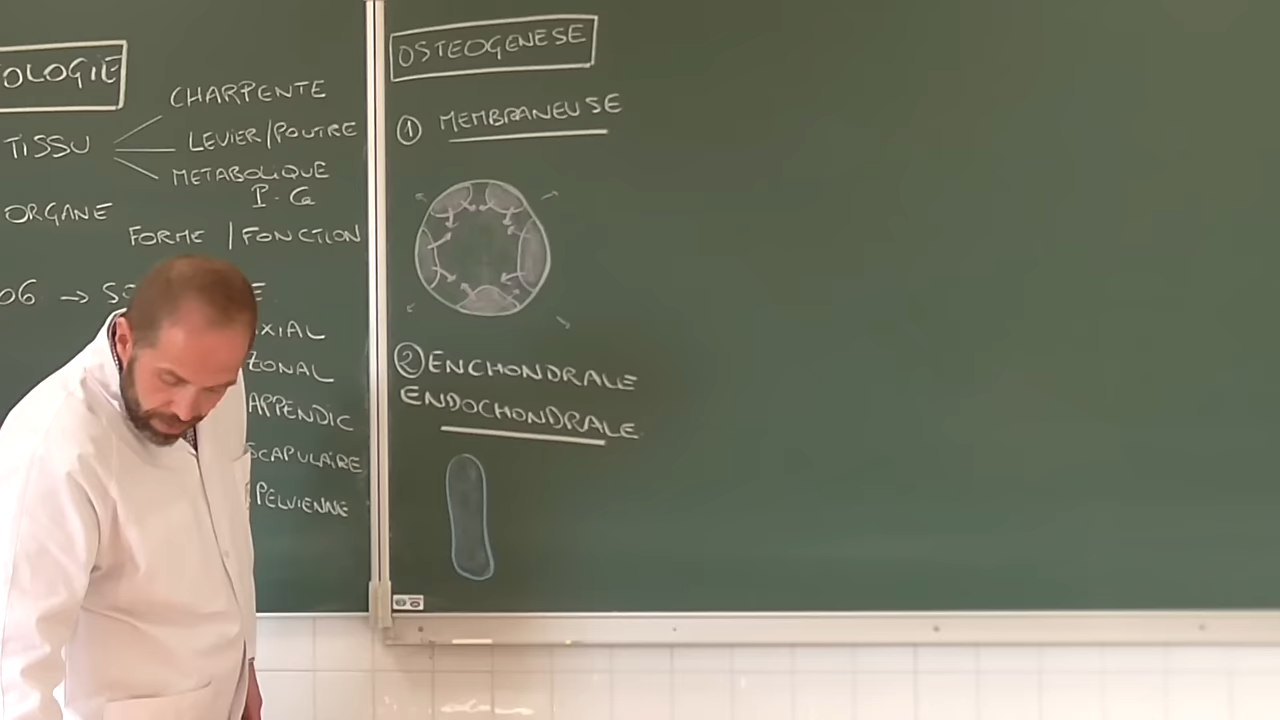 OLOGIE
TISSU
CHARPENTE
LEVIER/POUTRE
METABOLIQUE
P. Ca
ORGANE
FORME / FONCTION
06 → S
E
XIAL
ZONAL
APPENDIC
SCAPULAIRE
PELVIENNE
OSTEOGENESE
1 MEMBRANEUSE
2 ENCHONDRALE
ENDOCHONDRALE